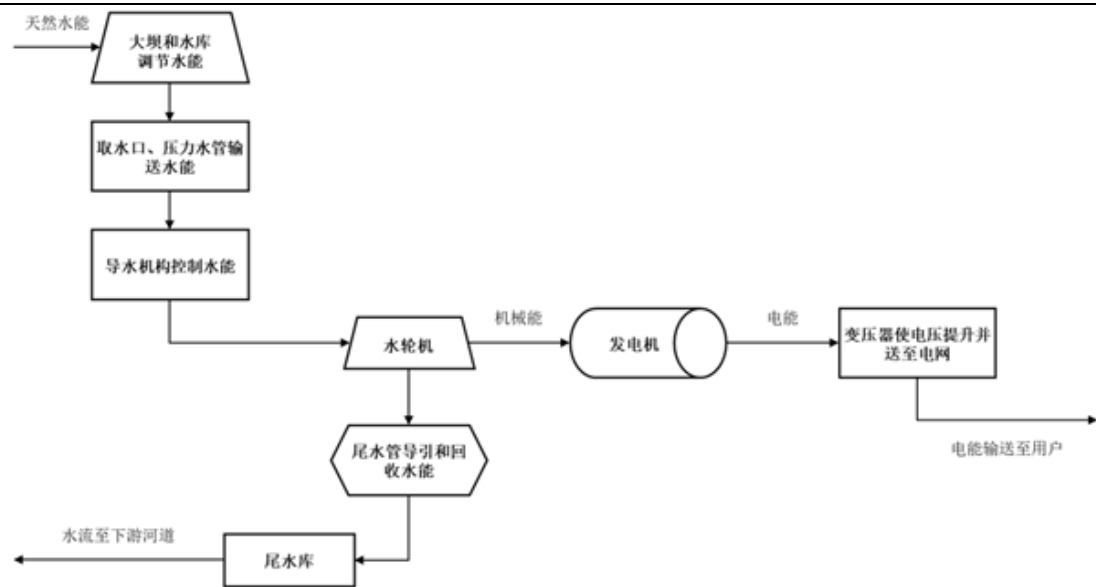 天然水能
大坝和水库
调节水能
取水口、压力水管输
送水能
导水机构控制水能
水轮机
机械能
发电机
电能
变压器使电压提升并
送至电网
电能输送至用户
尾水管导引和回
收水能
尾水库
水流至下游河道